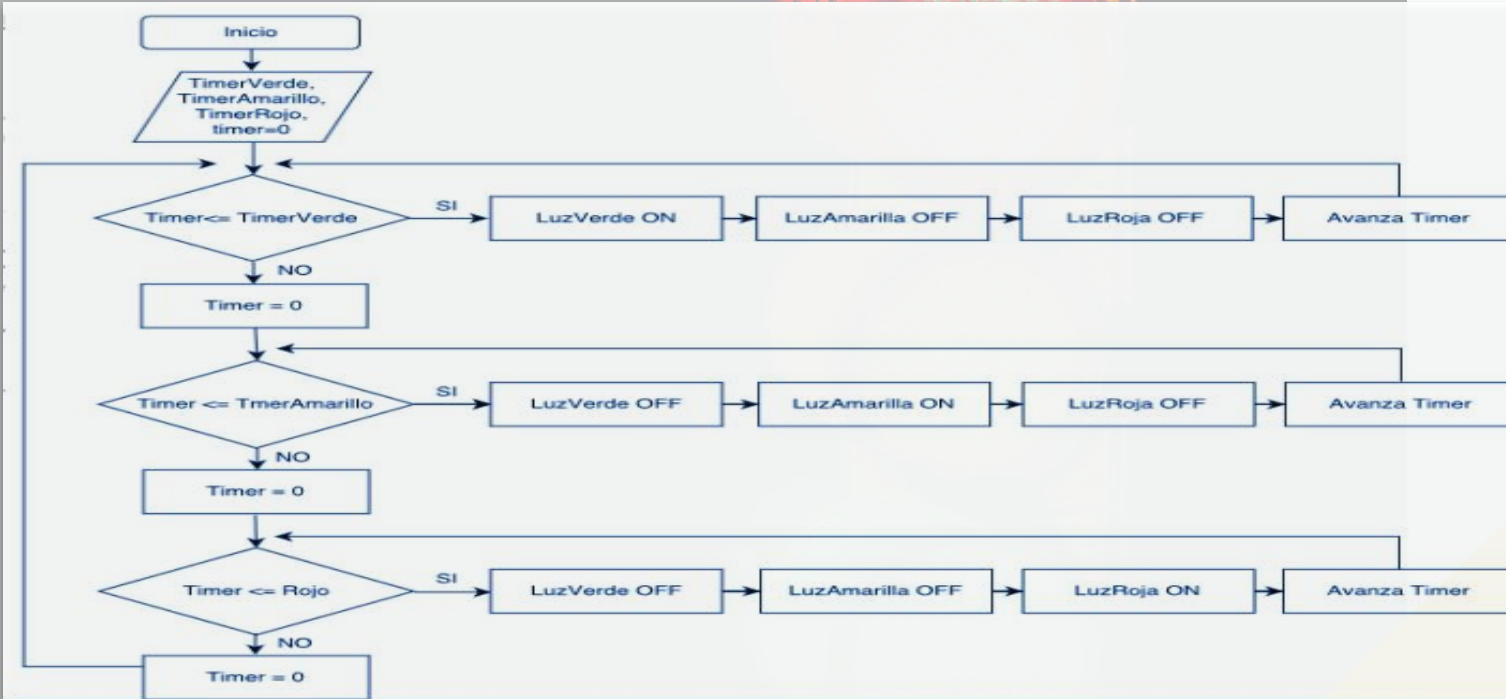 Inicio
TimerVerde,
TimerAmarillo,
TimerRojo,
timer=0
Timer<= TimerVerde
SI
LuzVerde ON
LuzAmarilla OFF
LuzRoja OFF
Avanza Timer
NO
Timer = 0
Timer <= TmerAmarillo
SI
LuzVerde OFF
LuzAmarilla ON
LuzRoja OFF
Avanza Timer
NO
Timer = 0
Timer <= Rojo
SI
LuzVerde OFF
LuzAmarilla OFF
LuzRoja ON
Avanza Timer
NO
Timer = 0